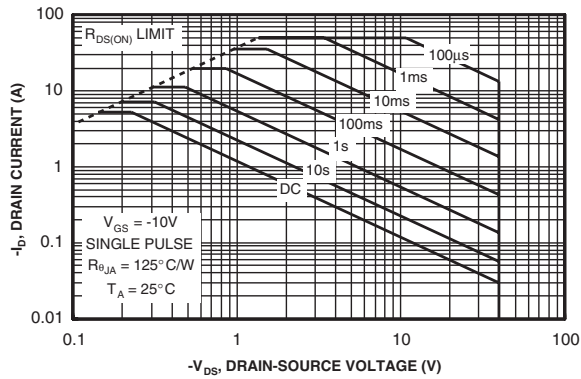 100
R_DS(ON) LIMIT
100µs
1ms
10
10ms
100ms
1s
1
10s
DC
V_GS = -10V
SINGLE PULSE
R_θJA = 125°C/W
T_A = 25°C
0.1
0.01
0.1
1
10
100
-V_DS, DRAIN-SOURCE VOLTAGE (V)
-I_D, DRAIN CURRENT (A)